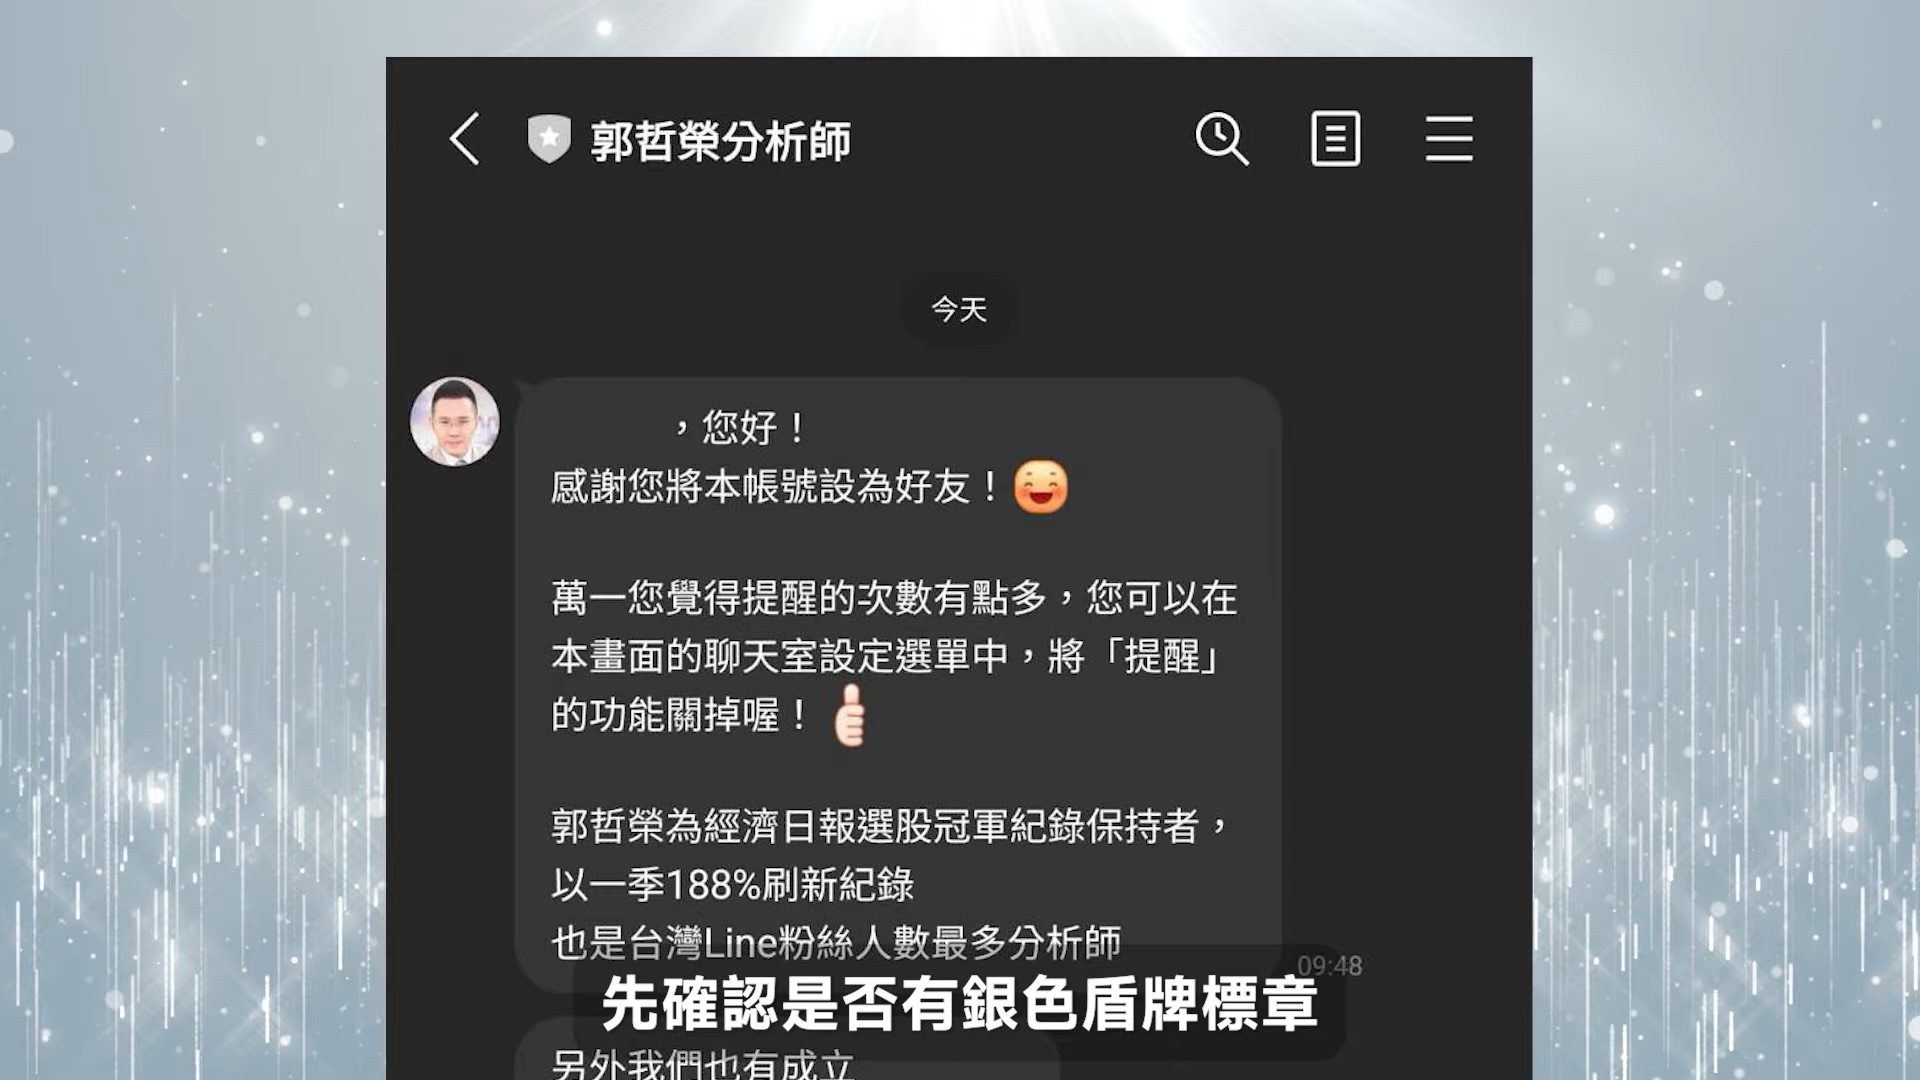 郭哲榮分析師
今天
，您好！
感謝您將本帳號設為好友！
萬一您覺得提醒的次數有點多，您可以在
本畫面的聊天室設定選單中，將「提醒」
的功能關掉喔！
郭哲榮為經濟日報選股冠軍紀錄保持者，
以一季188%刷新紀錄
也是台灣Line粉絲人數最多分析師
09:48
先確認是否有銀色盾牌標章
另外我們也有成立